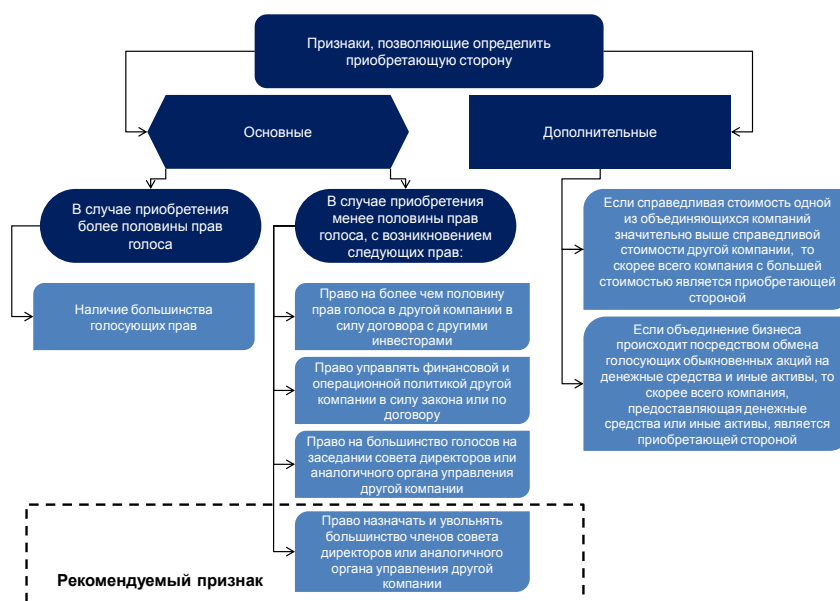 Признаки, позволяющие определить
приобретающую сторону
Основные
Дополнительные
В случае приобретения
более половины прав
голоса
В случае приобретения
менее половины прав
голоса, с возникновением
следующих прав:
Наличие большинства
голосующих прав
Право на более чем половину
прав голоса в другой компании в
силу договора с другими
инвесторами
Право управлять финансовой и
операционной политикой другой
компании в силу закона или по
договору
Право на большинство голосов на
заседании совета директоров или
аналогичного органа управления
другой компании
Право назначать и увольнять
большинство членов совета
директоров или аналогичного
органа управления другой
компании
Рекомендуемый признак
Если справедливая стоимость одной
из объединяющихся компаний
значительно выше справедливой
стоимости другой компании, то
скорее всего компания с большей
стоимостью является приобретающей
стороной
Если объединение бизнеса
происходит посредством обмена
голосующих обыкновенных акций на
денежные средства и иные активы, то
скорее всего компания,
предоставляющая денежные
средства или иные активы, является
приобретающей стороной